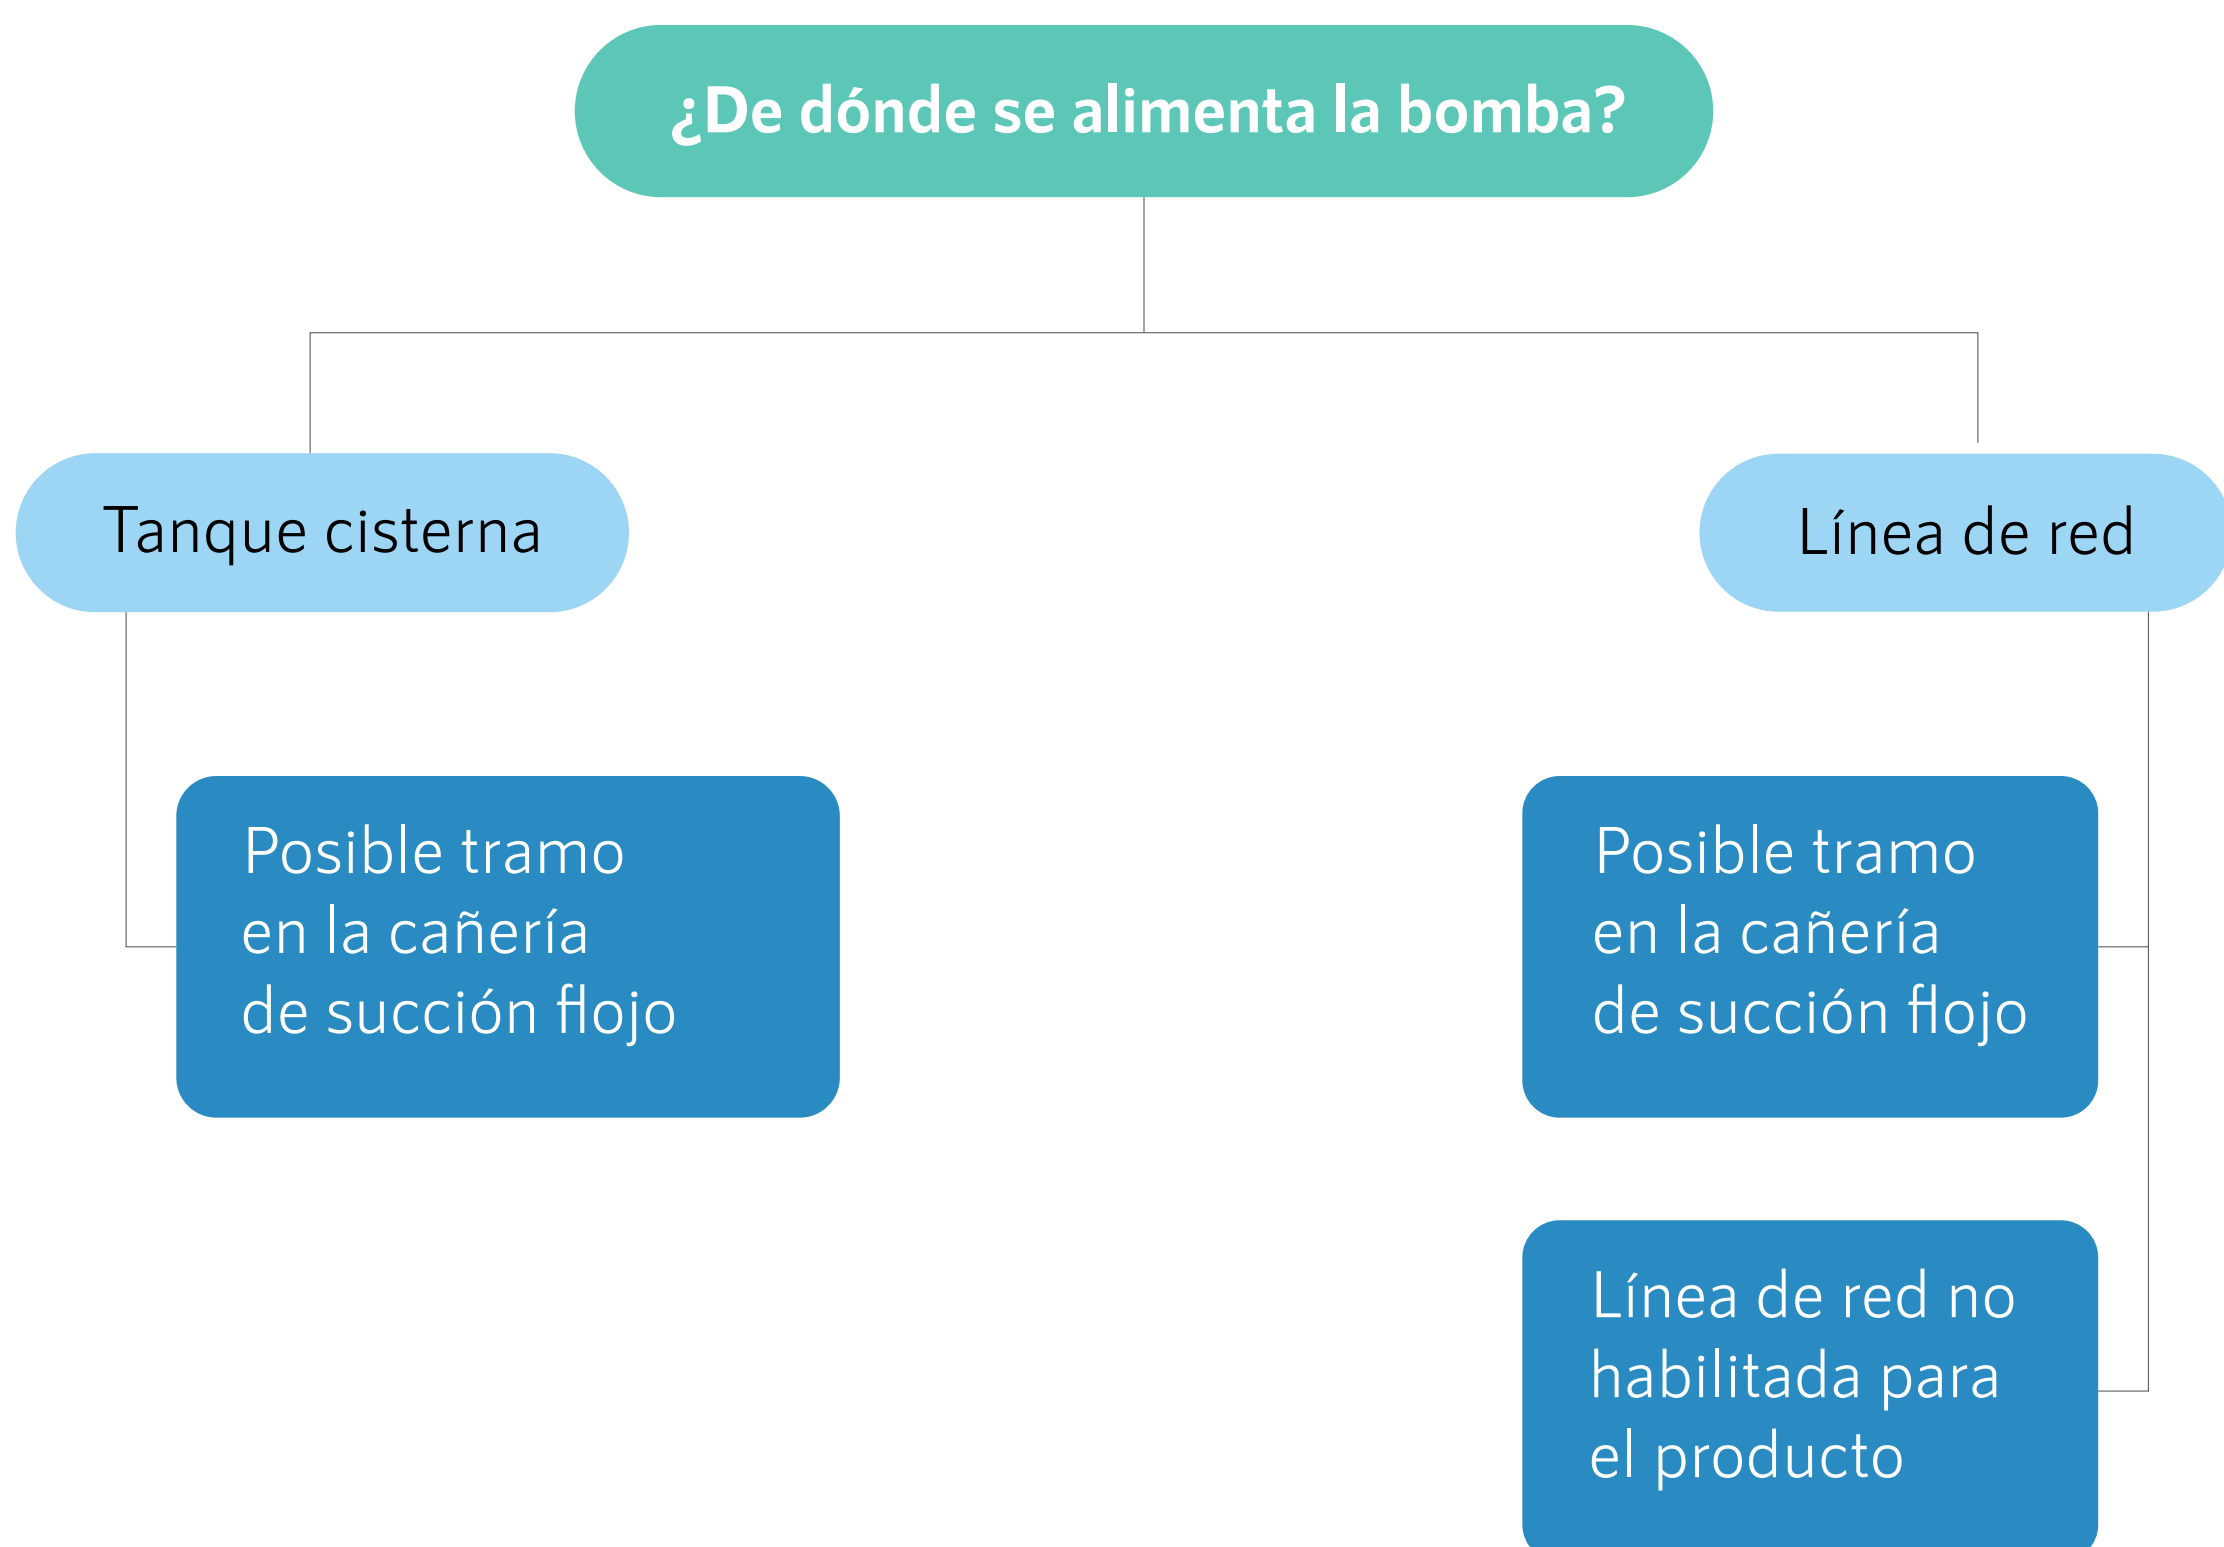 ¿De dónde se alimenta la bomba?
Tanque cisterna
Línea de red
Posible tramo
en la cañería
de succión flojo
Posible tramo
en la cañería
de succión flojo
Línea de red no
habilitada para
el producto